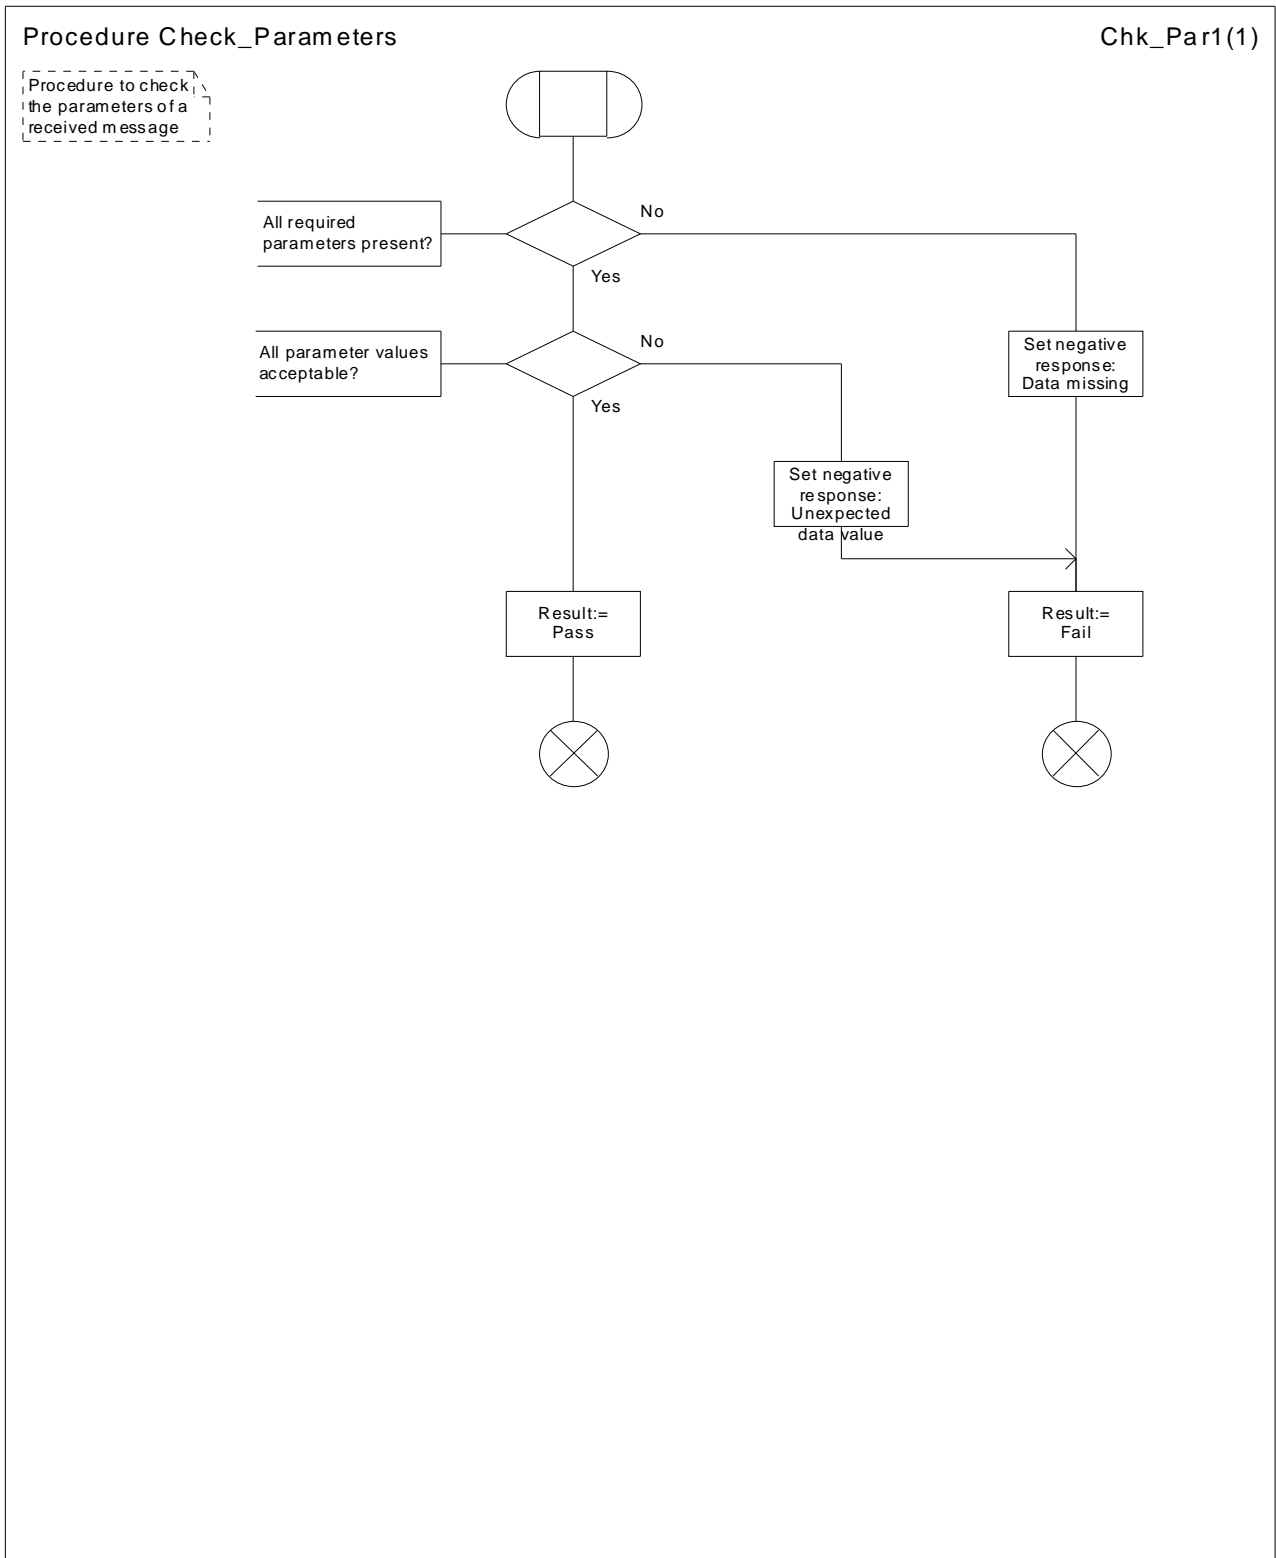 Procedure Check_Parameters
Chk_Par1(1)
Procedure to check
the parameters of a
received message
No
All required
parameters present?
Yes
No
All parameter values
acceptable?
Set negative
response:
Data missing
Yes
Set negative
response:
Unexpected
data value
Result:=
Pass
Result:=
Fail